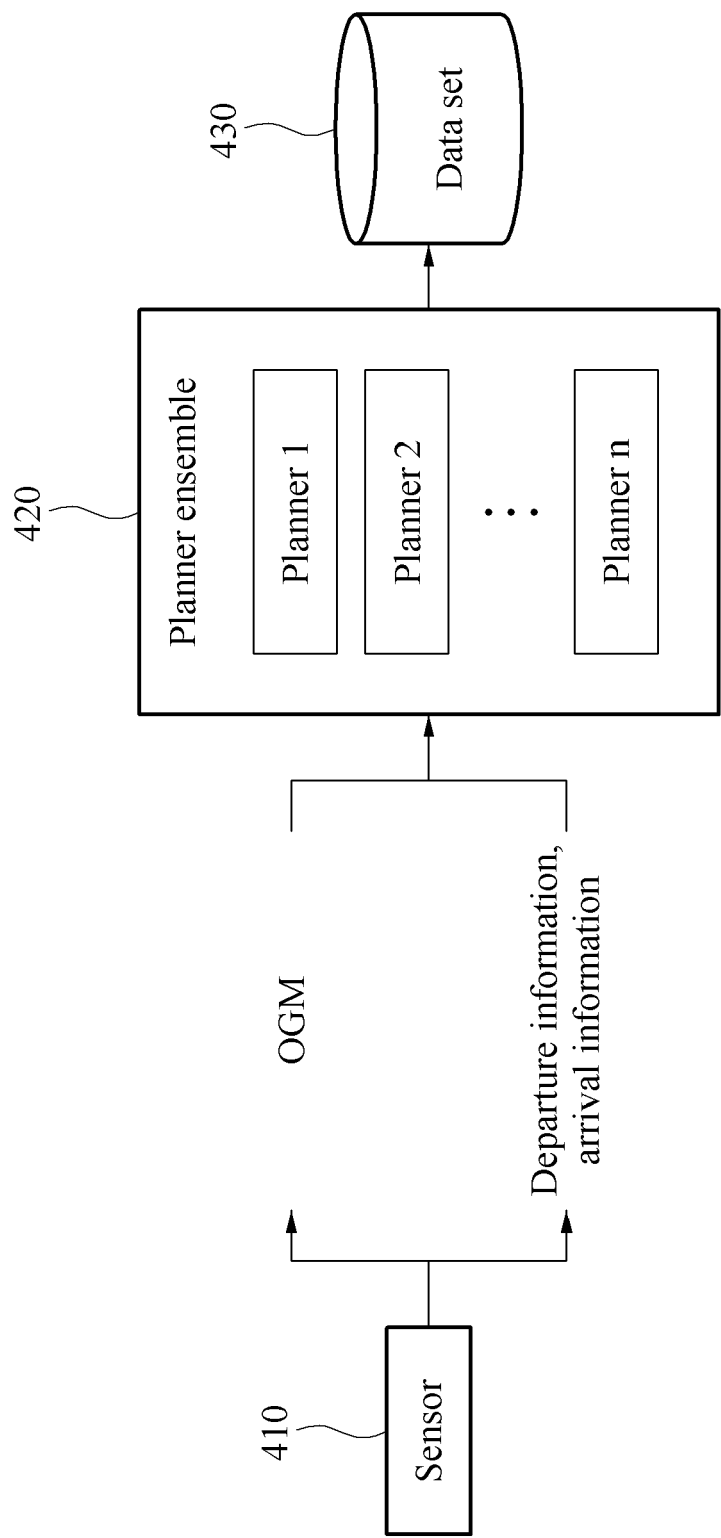 410
Sensor
OGM
Departure information,
arrival information
420
Planner ensemble
Planner 1
Planner 2
...
Planner n
430
Data set